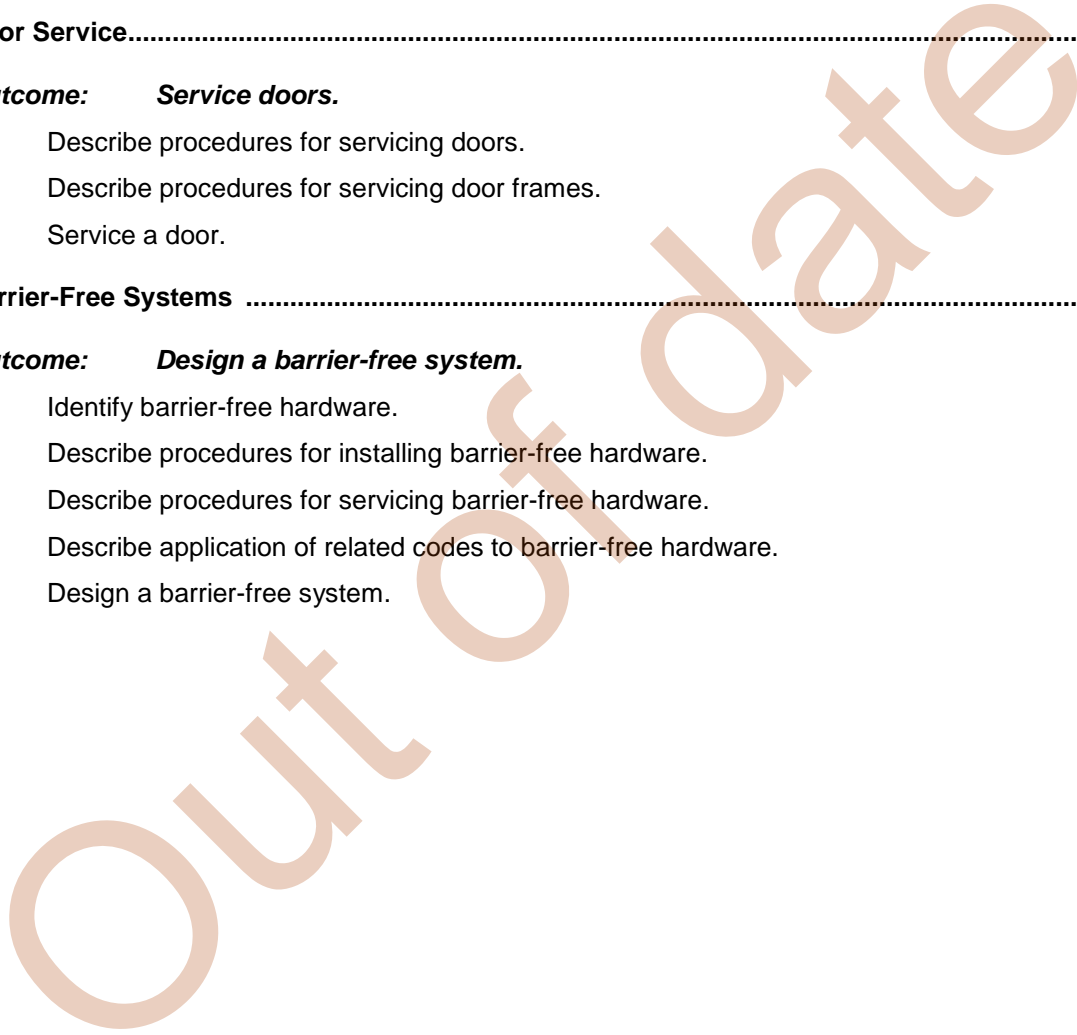 or Service
tcome: Service doors.
Describe procedures for servicing doors.
Describe procedures for servicing door frames.
Service a door.
rrier-Free Systems
tcome: Design a barrier-free system.
Identify barrier-free hardware.
Describe procedures for installing barrier-free hardware.
Describe procedures for servicing barrier-free hardware.
Describe application of related codes to barrier-free hardware.
Design a barrier-free system.
Out of date